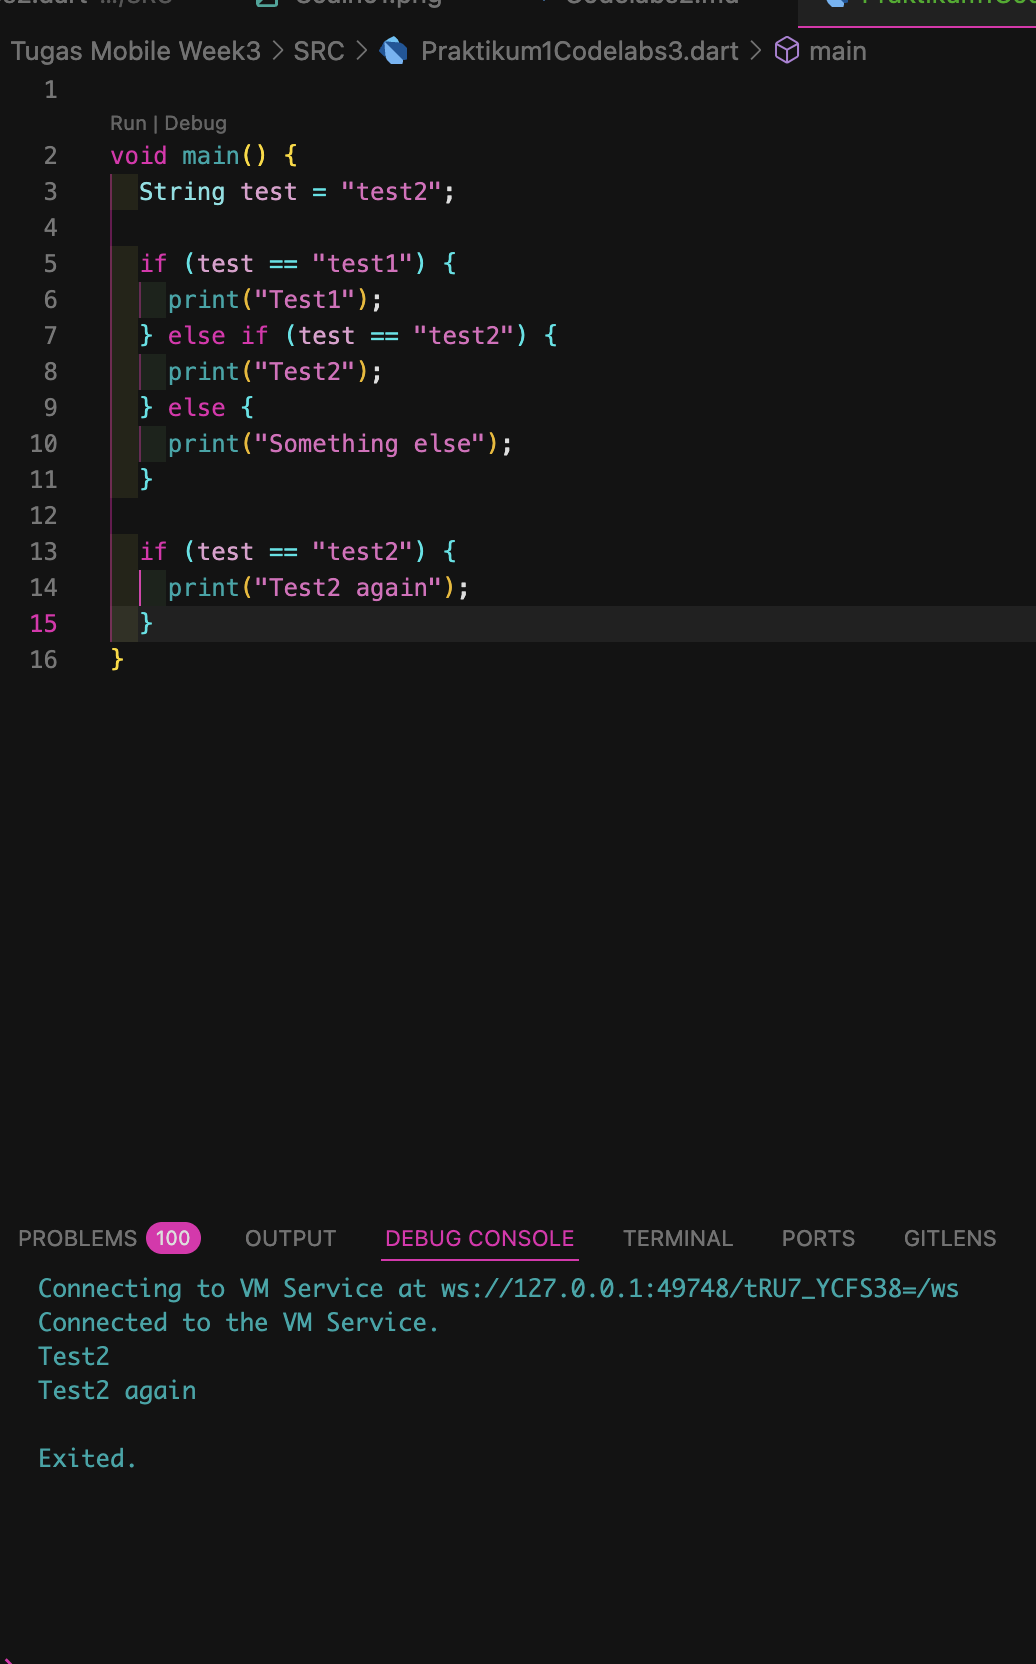 Tugas Mobile Week3 > SRC > Praktikum1Codelabs3.dart > main
1
Run | Debug
2 void main() {
3 String test = "test2";
4
5 if (test == "test1") {
6 print("Test1");
7 } else if (test == "test2") {
8 print("Test2");
9 } else {
10 print("Something else");
11 }
12
13 if (test == "test2") {
14 print("Test2 again");
15 }
16 }
PROBLEMS 100 OUTPUT DEBUG CONSOLE TERMINAL PORTS GITLENS
Connecting to VM Service at ws://127.0.0.1:49748/tRU7_YCFS38=/ws
Connected to the VM Service.
Test2
Test2 again
Exited.